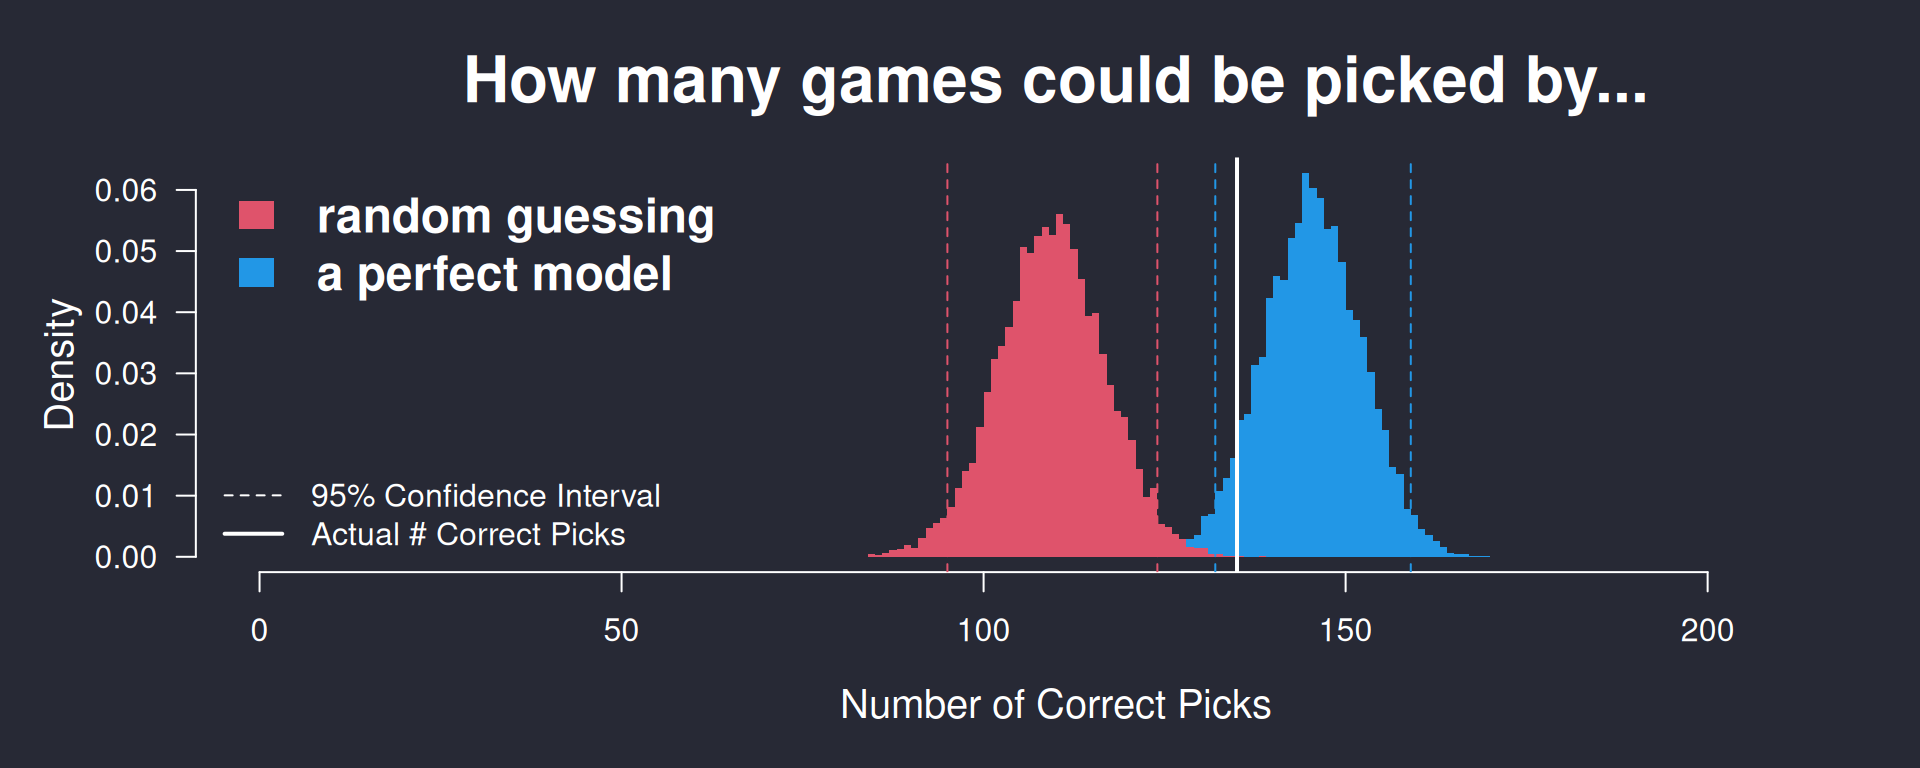 How many games could be picked by...
random guessing
a perfect model
0.06
0.05
0.04
0.03
0.02
0.01
0.00
Density
95% Confidence Interval
Actual # Correct Picks
0
50
100
150
200
Number of Correct Picks